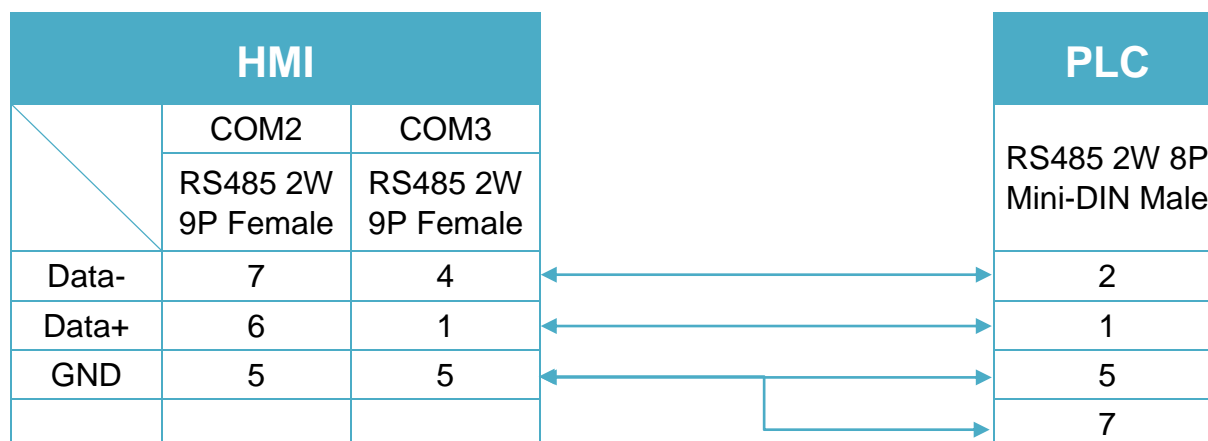 HMI PLC
COM2 COM3
RS485 2W RS485 2W RS485 2W 8P
9P Female 9P Female Mini-DIN Male
Data- 7 4 2
Data+ 6 1 1
GND 5 5 5
7